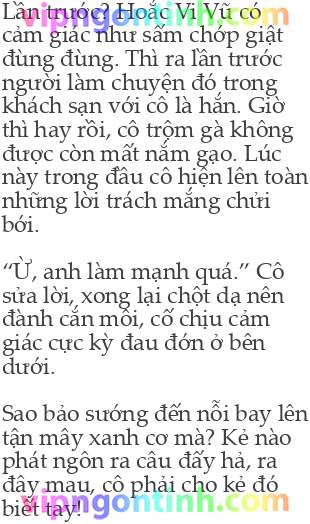 Lần trước? Hoắc Vi Vũ có
cảm giác như sấm chớp giật
đùng đùng. Thì ra lần trước
người làm chuyện đó trong
khách sạn với cô là hắn. Giờ
thì hay rồi, cô trộm gà không
được còn mất nắm gạo. Lúc
này trong đầu cô hiện lên toàn
những lời trách mắng chửi
bới.
“Ừ, anh làm mạnh quá.” Cô
sửa lời, xong lại chột dạ nên
đành cắn môi, cố chịu cảm
giác cực kỳ đau đớn ở bên
dưới.
Sao bảo sướng đến nỗi bay lên
tận mây xanh cơ mà? Kẻ nào
phát ngôn ra câu đấy hả, ra
đây mau, cô phải cho kẻ đó
biết tay!
vipngontinh.com
vipngontinh.com